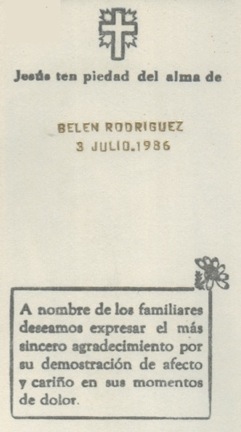 Jesús ten piedad del alma de
BELEN RODRIGUEZ
3 JULIO.1986
A nombre de los familiares
deseamos expresar el más
sincero agradecimiento por
su demostración de afecto
y cariño en sus momentos
de dolor.